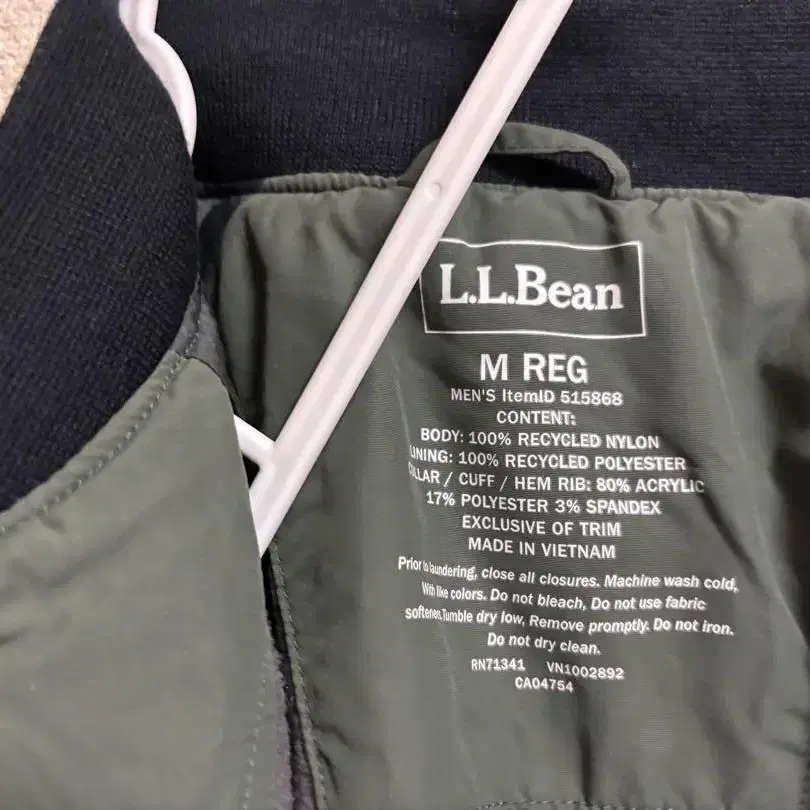 L.L.Bean
M REG
MEN'S ItemID 515868
CONTENT:
BODY: 100% RECYCLED NYLON
LINING: 100% RECYCLED POLYESTER
COLLAR / CUFF / HEM RIB: 80% ACRYLIC
17% POLYESTER 3% SPANDEX
EXCLUSIVE OF TRIM
MADE IN VIETNAM
Prior to laundering, close all closures. Machine wash cold,
With like colors. Do not bleach, Do not use fabric
softener, Tumble dry low, Remove promptly. Do not iron.
Do not dry clean.
RN71341 VN1002892
CA04754